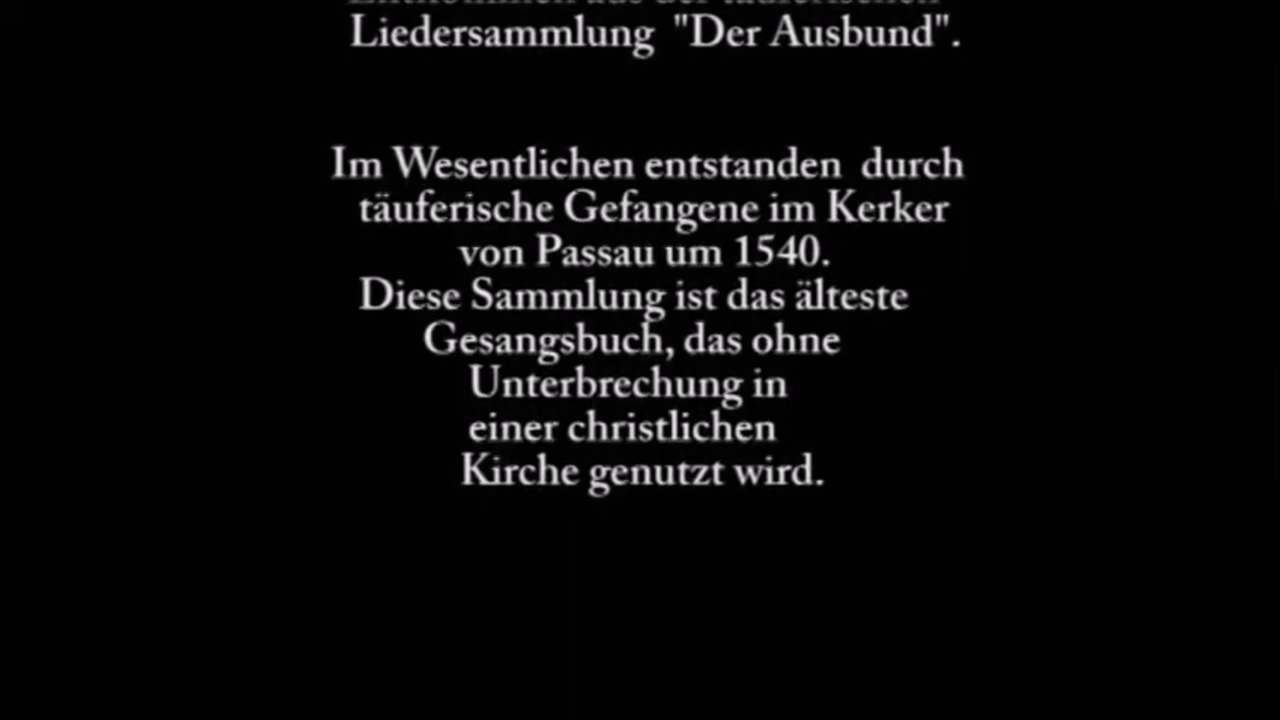 Liedersammlung "Der Ausbund".
Im Wesentlichen entstanden durch
täuferische Gefangene im Kerker
von Passau um 1540.
Diese Sammlung ist das älteste
Gesangsbuch, das ohne
Unterbrechung in
einer christlichen
Kirche genutzt wird.